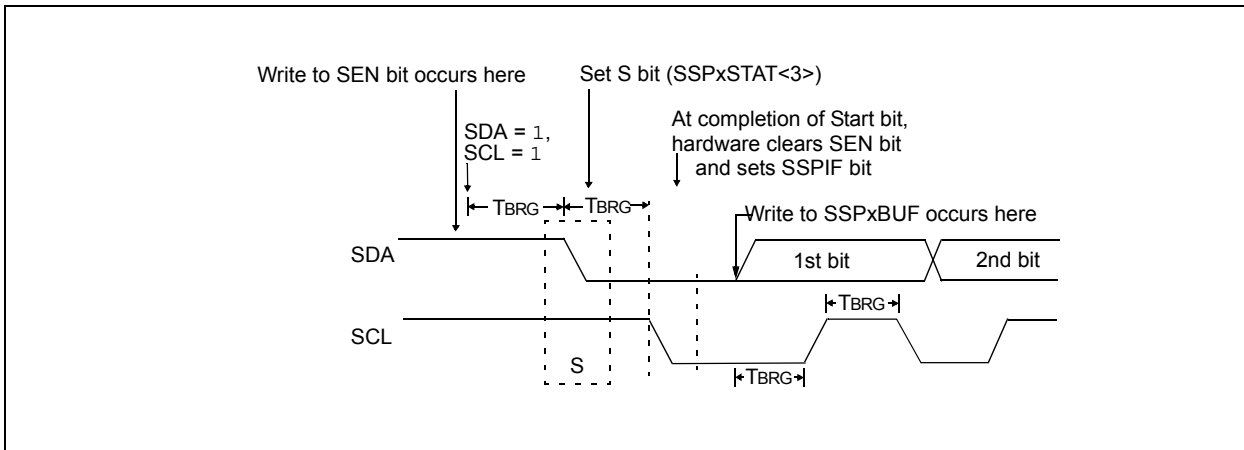 Write to SEN bit occurs here
Set S bit (SSPxSTAT<3>)
SDA = 1,
SCL = 1
At completion of Start bit,
hardware clears SEN bit
and sets SSPIF bit
TBRG
TBRG
Write to SSPxBUF occurs here
SDA
1st bit
2nd bit
TBRG
SCL
S
TBRG